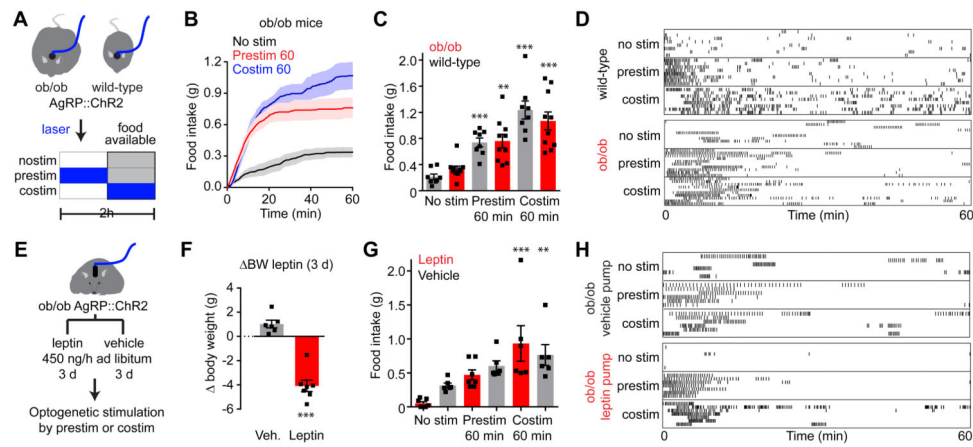 A
ob/ob wild-type
AgRP::ChR2
laser
food
available
nostim
prestim
costim
2h
B
ob/ob mice
No stim
Prestim 60
Costim 60
Food intake (g)
1.2
0.9
0.6
0.3
0.0
0 20 40 60
Time (min)
C
ob/ob
wild-type
Food intake (g)
2.4
2.0
1.6
1.2
0.8
0.4
0
***
**
***
***
No stim Prestim Costim
60 min 60 min
D
wild-type
no stim
prestim
costim
ob/ob
no stim
prestim
costim
0 Time (min) 60
E
ob/ob AgRP::ChR2
leptin vehicle
450 ng/h ad libitum
3 d 3 d
Optogenetic stimulation
by prestim or costim
F
ΔBW leptin (3 d)
Δ body weight (g)
4
2
0
-2
-4
-6
***
Veh. Leptin
G
Leptin
Vehicle
Food intake (g)
2.0
1.5
1.0
0.5
0
*** **
No stim Prestim Costim
60 min 60 min
H
ob/ob
vehicle pump
no stim
prestim
costim
ob/ob
leptin pump
no stim
prestim
costim
0 Time (min) 60